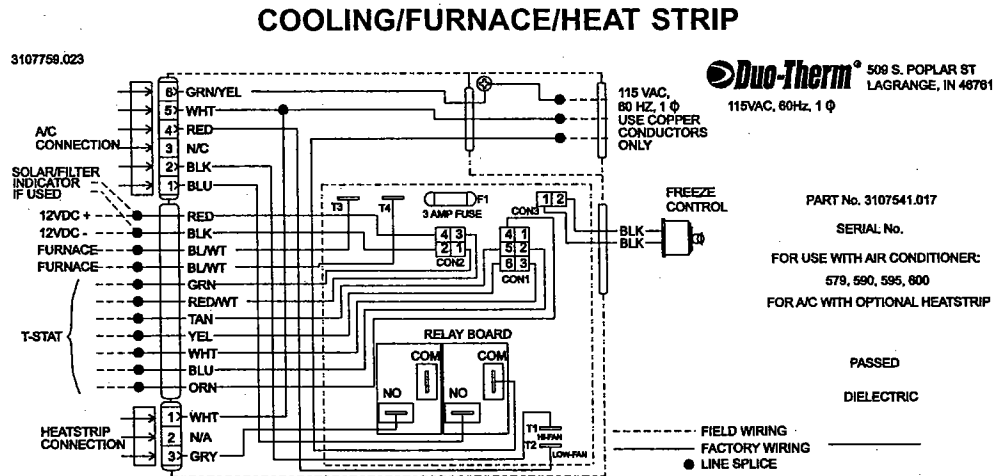 COOLING/FURNACE/HEAT STRIP
3107759.023
Duo-Therm®
509 S. POPLAR ST
LAGRANGE, IN 46761
115VAC, 60Hz, 1 Φ
6 GRN/YEL
5 WHT
4 RED
3 N/C
2 BLK
1 BLU
A/C
CONNECTION
115 VAC,
60 HZ, 1 Φ
USE COPPER
CONDUCTORS
ONLY
SOLAR/FILTER
INDICATOR
IF USED
12VDC + RED
12VDC - BLK
FURNACE BL/WT
FURNACE BL/WT
T-STAT
GRN
RED/WT
TAN
YEL
WHT
BLU
ORN
T3
T4
F1
3 AMP FUSE
4 3
2 1
CON2
1 2
CON3
4 1
5 2
6 3
CON1
BLK
BLK
FREEZE
CONTROL
PART No. 3107541.017
SERIAL No.
FOR USE WITH AIR CONDITIONER:
579, 590, 595, 600
FOR A/C WITH OPTIONAL HEATSTRIP
PASSED
DIELECTRIC
RELAY BOARD
COM
COM
NO
NO
HEATSTRIP
CONNECTION
1 WHT
2 N/A
3 GRY
T1
HI-FAN
T2
LOW-FAN
FIELD WIRING
FACTORY WIRING
LINE SPLICE